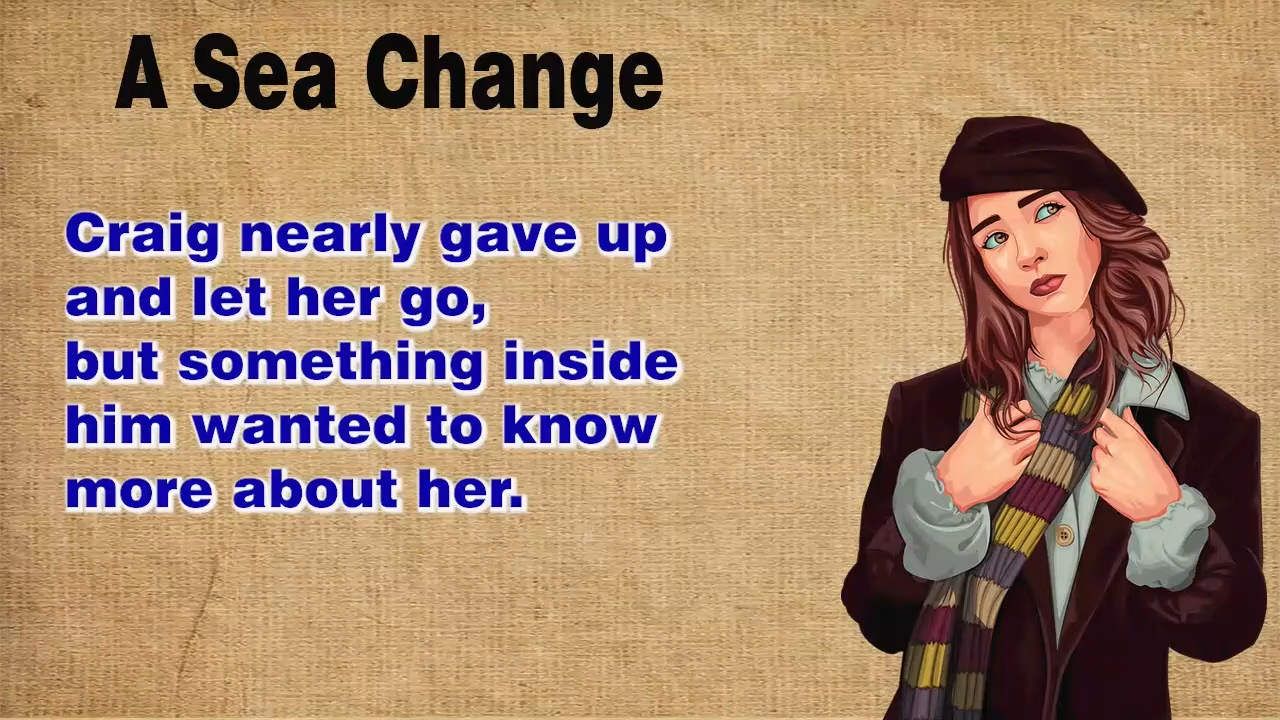 A Sea Change
Craig nearly gave up
and let her go,
but something inside
him wanted to know
more about her.